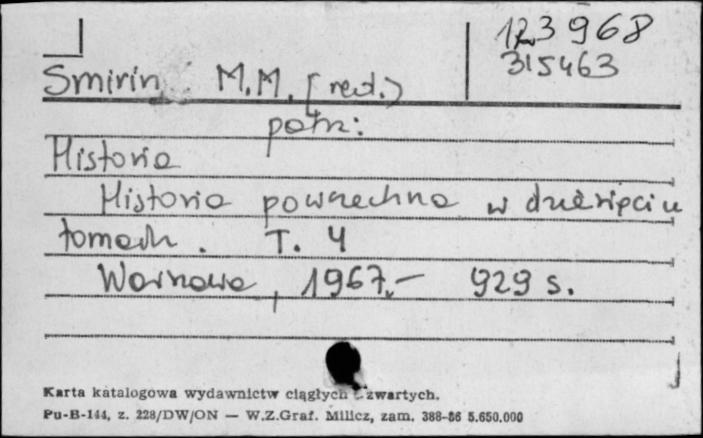 123968
315463
Smirin M.M. (red.)
patrz:
Historia
Historia powszechna w dziesięciu
tomach. T. 4
Warszawa, 1967.- 929 s.
Karta katalogowa wydawnictw ciągłych i zwartych.
Pu-B-144, z. 228/DW/ON — W.Z.Graf. Milicz, zam. 388-86 5.650.000